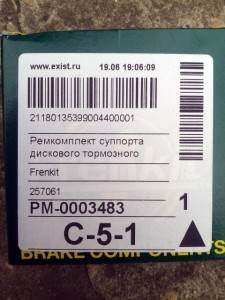 www.exist.ru 19.06 19:06:09
21180135399004400001
Ремкомплект суппорта
дискового тормозного
Frenkit
257061
PM-0003483 1
C-5-1
BRAKE COMPONENTS